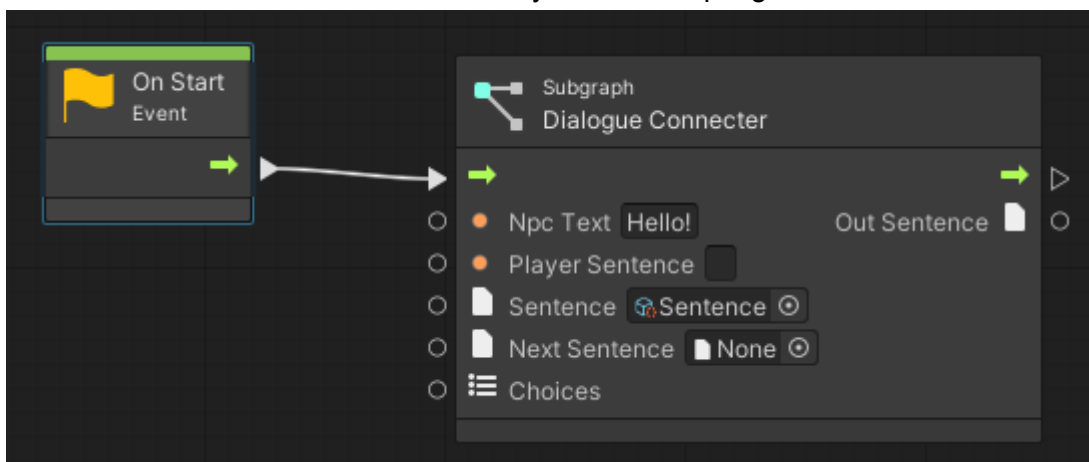 On Start
Event
Subgraph
Dialogue Connecter
Npc Text Hello! Out Sentence
Player Sentence
Sentence Sentence
Next Sentence None
Choices